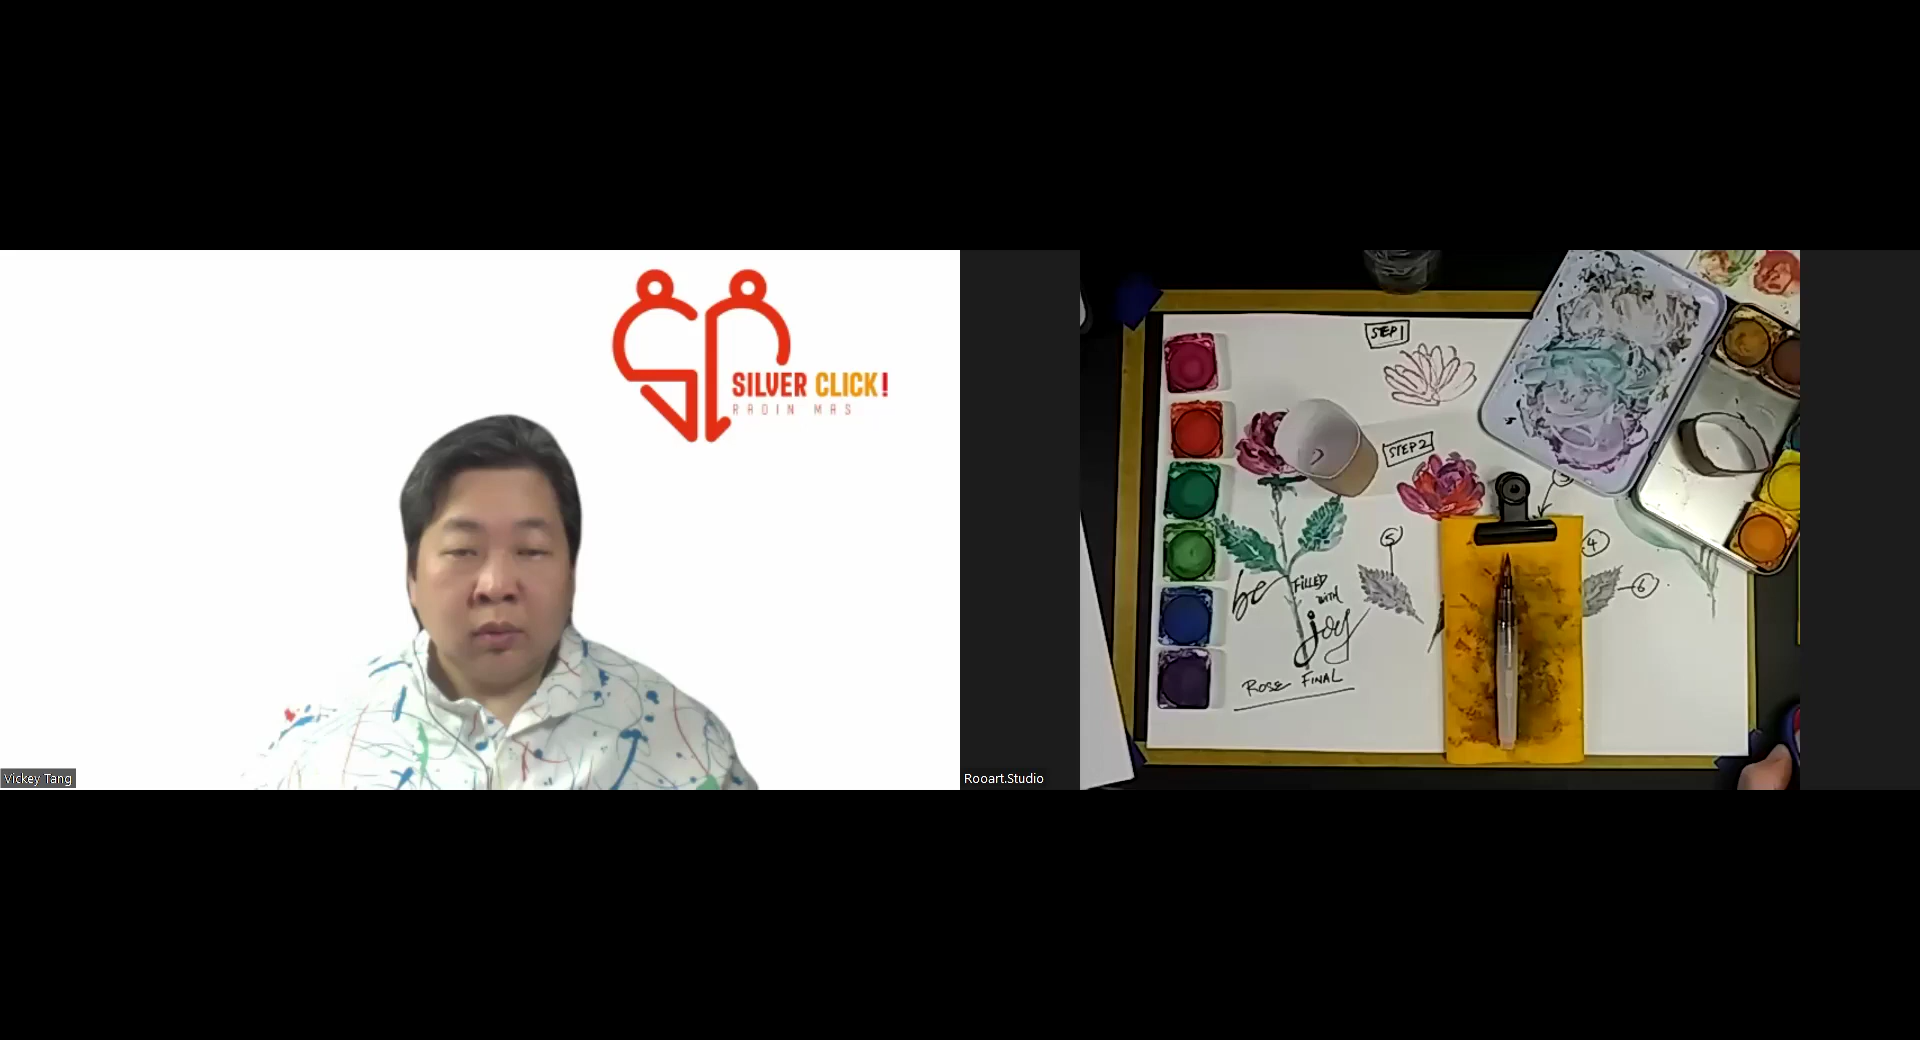 SILVER CLICK!
RADIN MAS
Vickey Tang
Rooart.Studio
STEP 1
STEP 2
3
5
4
6
be FILLED
WITH
joy
ROSE FINAL